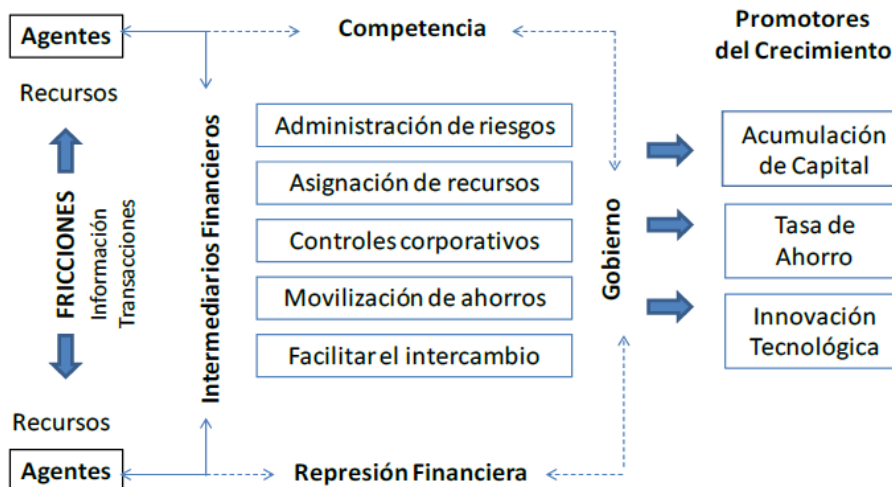 Promotores
del Crecimiento
Agentes
Competencia
Recursos
FRICCIONES
Información
Transacciones
Recursos
Agentes
Intermediarios Financieros
Administración de riesgos
Asignación de recursos
Controles corporativos
Movilización de ahorros
Facilitar el intercambio
Represión Financiera
Gobierno
Acumulación
de Capital
Tasa de
Ahorro
Innovación
Tecnológica